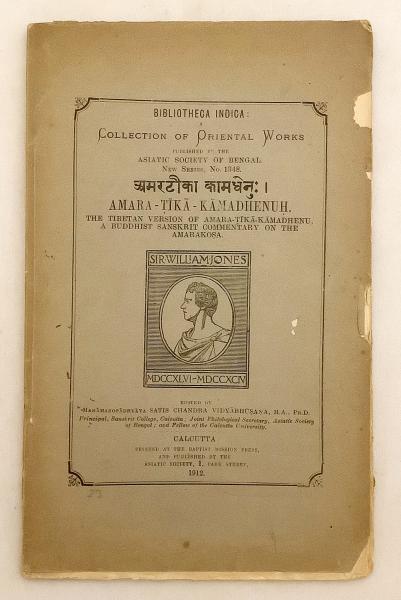 BIBLIOTHECA INDICA:
A
COLLECTION OF ORIENTAL WORKS
PUBLISHED BY THE
ASIATIC SOCIETY OF BENGAL.
NEW SERIES, No. 1348.
अमरटीका कामधेनुः।
AMARA-TĪKĀ-KĀMADHENUH,
THE TIBETAN VERSION OF AMARA-TĪKĀ-KĀMADHENU,
A BUDDHIST SANSKRIT COMMENTARY ON THE
AMARAKOSA.
SIR WILLIAM JONES
MDCCXLVI-MDCCXCIV
EDITED BY
MAHĀMAHOPĀDHYĀYA SATIS CHANDRA VIDYĀBHŪSAṆA, M.A., PH.D.
Principal, Sanskrit College, Calcutta; Joint Philological Secretary, Asiatic Society
of Bengal; and Fellow of the Calcutta University.
CALCUTTA
PRINTED AT THE BAPTIST MISSION PRESS,
AND PUBLISHED BY THE
ASIATIC SOCIETY, 1, PARK STREET,
1912.